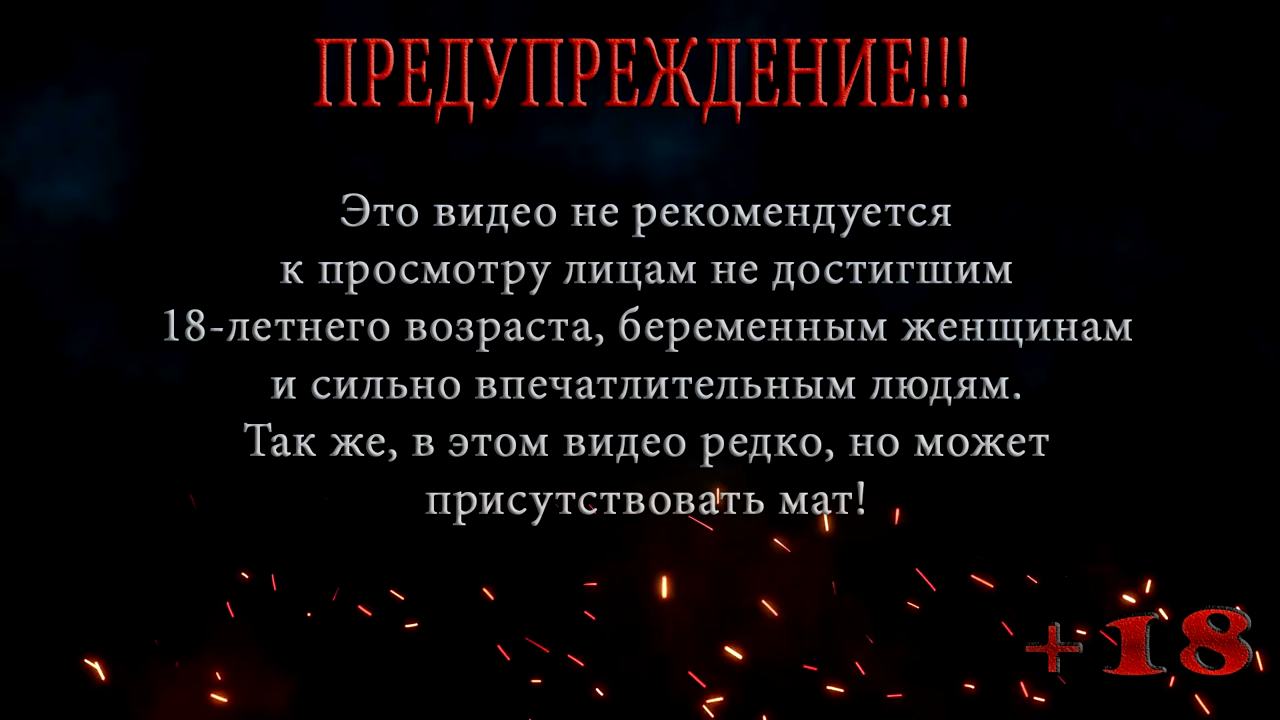 ПРЕДУПРЕЖДЕНИЕ!!!
Это видео не рекомендуется
к просмотру лицам не достигшим
18-летнего возраста, беременным женщинам
и сильно впечатлительным людям.
Так же, в этом видео редко, но может
присутствовать мат!
+18